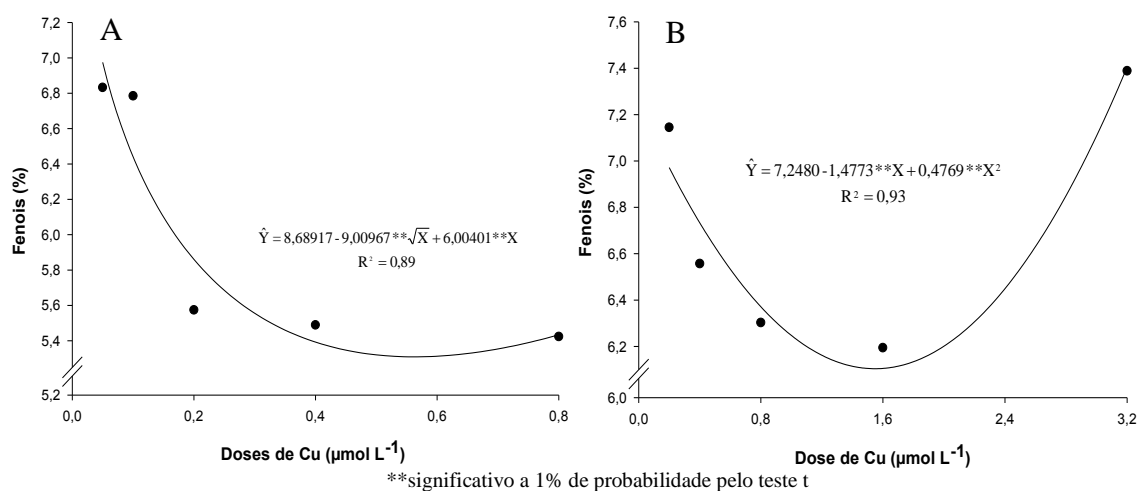 A
7,2
7,0
6,8
6,6
6,4
6,2
6,0
5,8
5,6
5,4
5,2
Fenois (%)
Ŷ = 8,68917 - 9,00967 **√X + 6,00401**X
R² = 0,89
0,0 0,2 0,4 0,6 0,8
Doses de Cu (µmol L⁻¹)
B
7,6
7,4
7,2
7,0
6,8
6,6
6,4
6,2
6,0
Fenois (%)
Ŷ = 7,2480 -1,4773 **X + 0,4769 **X²
R² = 0,93
0,0 0,8 1,6 2,4 3,2
Dose de Cu (µmol L⁻¹)
**significativo a 1% de probabilidade pelo teste t